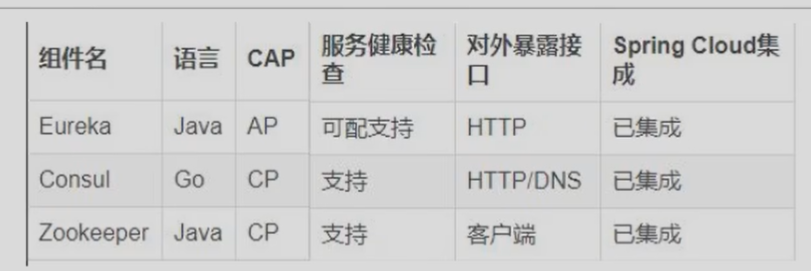 组件名 语言 CAP 服务健康检查 对外暴露接口 Spring Cloud集成
Eureka Java AP 可配支持 HTTP 已集成
Consul Go CP 支持 HTTP/DNS 已集成
Zookeeper Java CP 支持 客户端 已集成